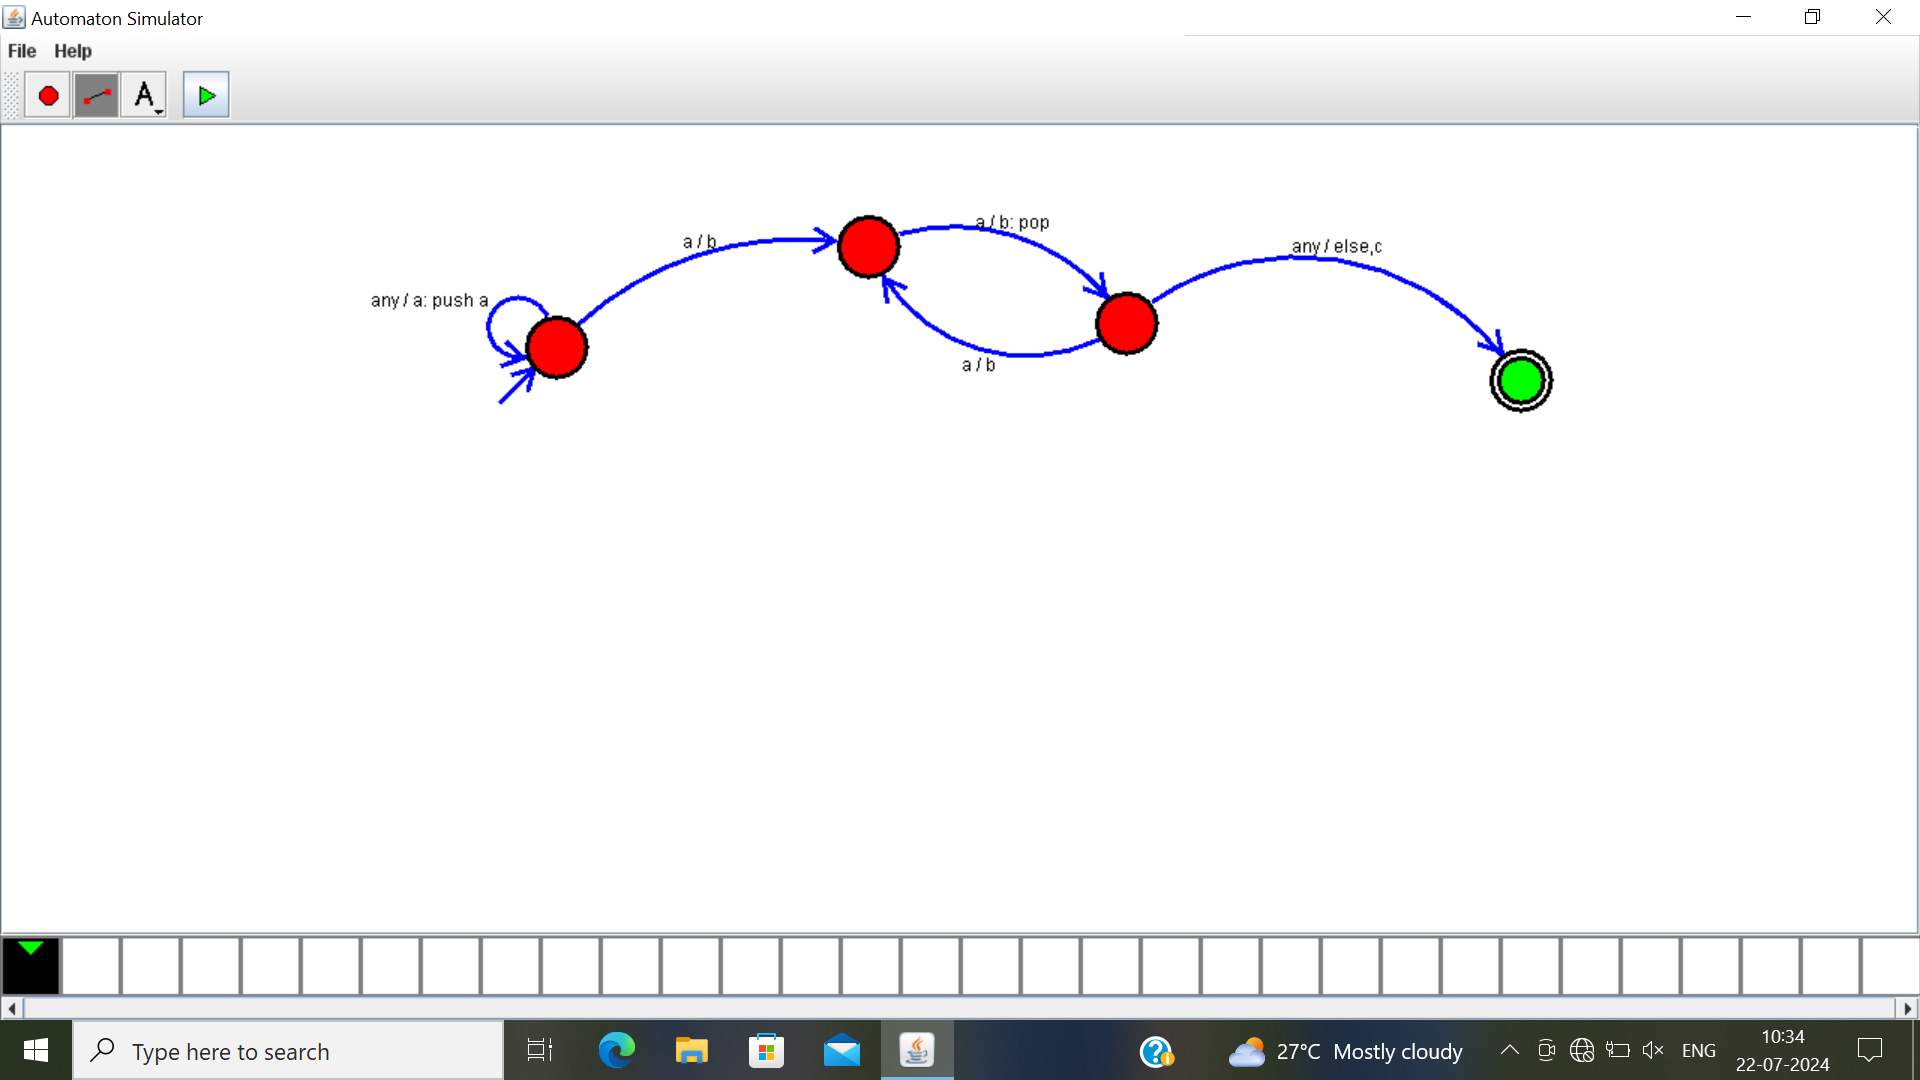 Automaton Simulator
File Help
A
a / b: pop
a / b
any / else,c
any / a: push a
a / b
Type here to search
27°C Mostly cloudy
ENG
10:34
22-07-2024